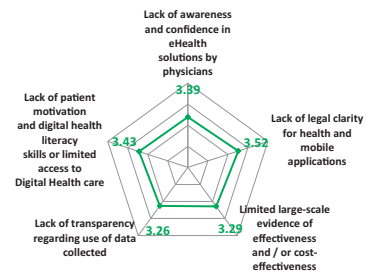 Lack of awareness
and confidence in
eHealth
solutions by
physicians
3.39
Lack of legal clarity
for health and
mobile
applications
3.52
Limited large-scale
evidence of
effectiveness
and / or cost-
effectiveness
3.29
Lack of transparency
regarding use of data
collected
3.26
Lack of patient
motivation
and digital health
literacy
skills or limited
access to
Digital Health care
3.43